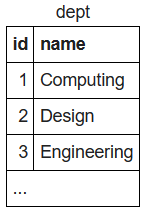 dept
id name
1 Computing
2 Design
3 Engineering
...